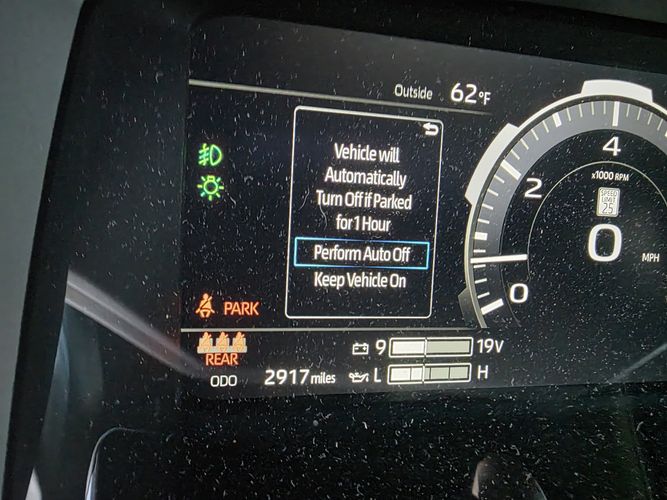 Outside 62°F
Vehicle will
Automatically
Turn Off if Parked
for 1 Hour
Perform Auto Off
Keep Vehicle On
4
x1000 RPM
2
SPEED
LIMIT
25
0 MPH
0
PARK
REAR
9 19V
ODO 2917 miles
L H